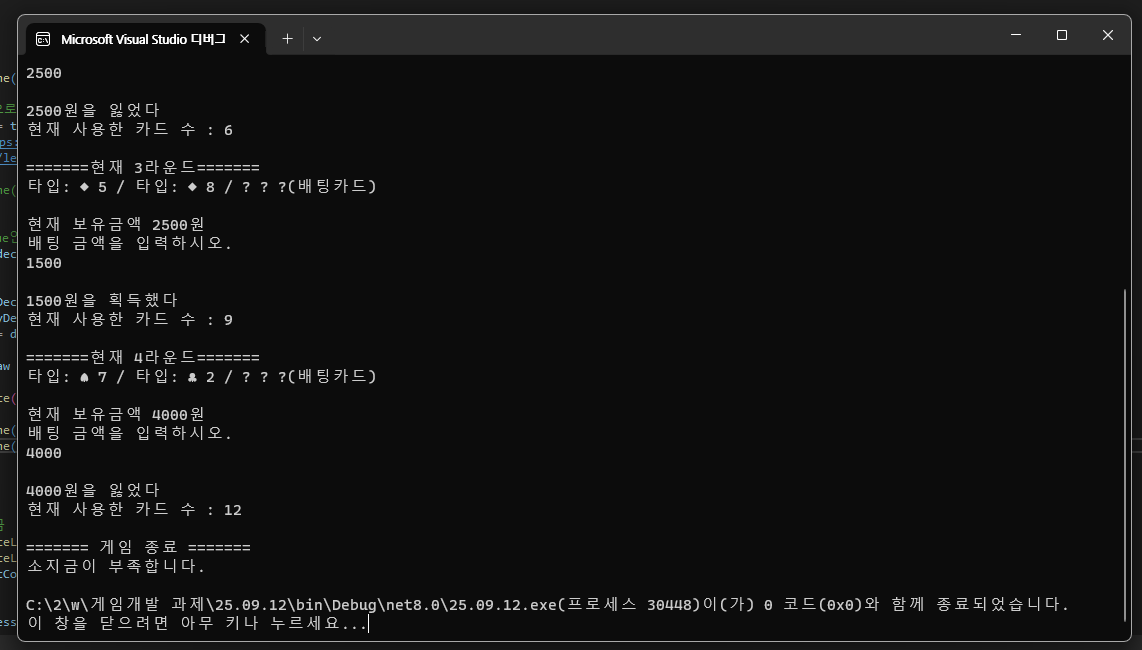 Microsoft Visual Studio 디버그
2500
2500원을 잃었다
현재 사용한 카드 수 : 6
=======현재 3라운드=======
타입: ◆ 5 / 타입: ◆ 8 / ? ? ?(배팅카드)
현재 보유금액 2500원
배팅 금액을 입력하시오.
1500
1500원을 획득했다
현재 사용한 카드 수 : 9
=======현재 4라운드=======
타입: ♠ 7 / 타입: ♣ 2 / ? ? ?(배팅카드)
현재 보유금액 4000원
배팅 금액을 입력하시오.
4000
4000원을 잃었다
현재 사용한 카드 수 : 12
======= 게임 종료 =======
소지금이 부족합니다.
C:\2\w\게임개발 과제\25.09.12\bin\Debug\net8.0\25.09.12.exe(프로세스 30448)이(가) 0 코드(0x0)와 함께 종료되었습니다.
이 창을 닫으려면 아무 키나 누르세요...